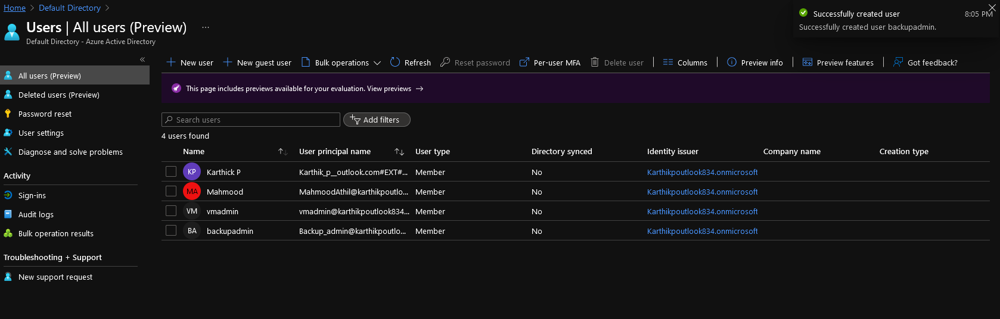 Home > Default Directory >
Users | All users (Preview) ...
Default Directory - Azure Active Directory
Successfully created user 8:05 PM
Successfully created user backupadmin.
«
All users (Preview)
Deleted users (Preview)
Password reset
User settings
Diagnose and solve problems
Activity
Sign-ins
Audit logs
Bulk operation results
Troubleshooting + Support
New support request
New user New guest user Bulk operations Refresh Reset password Per-user MFA Delete user Columns Preview info Preview features Got feedback?
This page includes previews available for your evaluation. View previews →
Search users Add filters
4 users found
Name User principal name User type Directory synced Identity issuer Company name Creation type
KP Karthick P Karthik_p__outlook.com#EXT#... Member No Karthikpoutlook834.onmicrosoft
MA Mahmood MahmoodAthil@karthikpoutlo... Member No Karthikpoutlook834.onmicrosoft
VM vmadmin vmadmin@karthikpoutlook834... Member No Karthikpoutlook834.onmicrosoft
BA backupadmin Backup_admin@karthikpoutlo... Member No Karthikpoutlook834.onmicrosoft